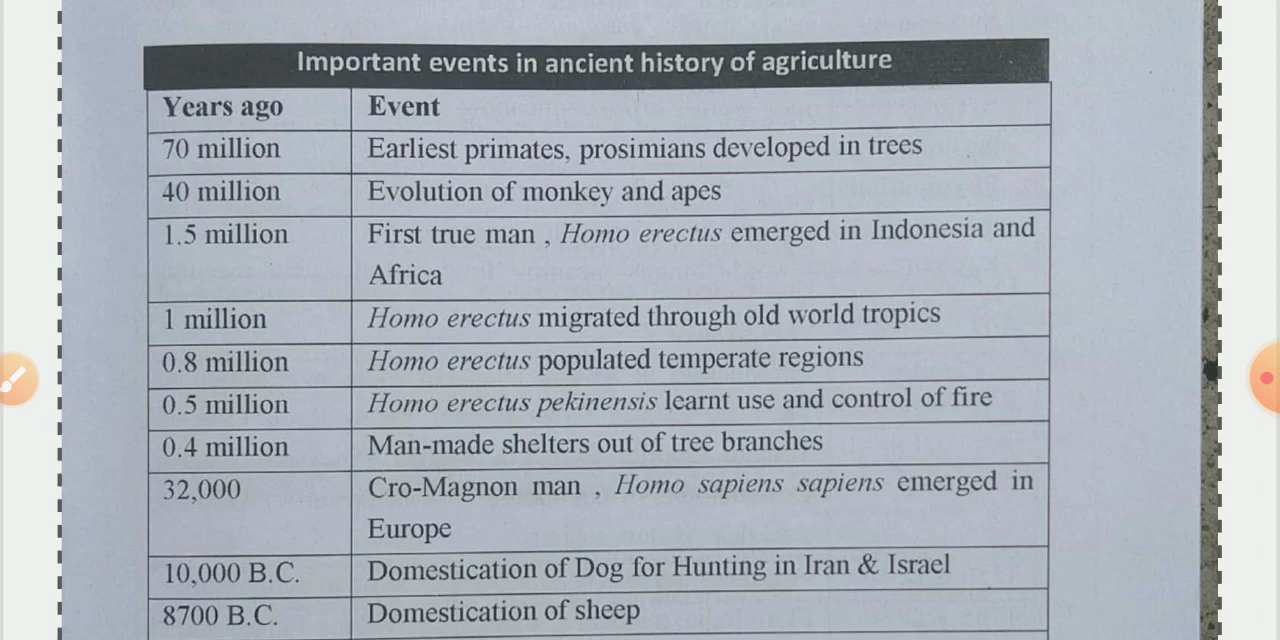 Important events in ancient history of agriculture
Years ago Event
70 million Earliest primates, prosimians developed in trees
40 million Evolution of monkey and apes
1.5 million First true man , Homo erectus emerged in Indonesia and
Africa
1 million Homo erectus migrated through old world tropics
0.8 million Homo erectus populated temperate regions
0.5 million Homo erectus pekinensis learnt use and control of fire
0.4 million Man-made shelters out of tree branches
32,000 Cro-Magnon man , Homo sapiens sapiens emerged in
Europe
10,000 B.C. Domestication of Dog for Hunting in Iran & Israel
8700 B.C. Domestication of sheep